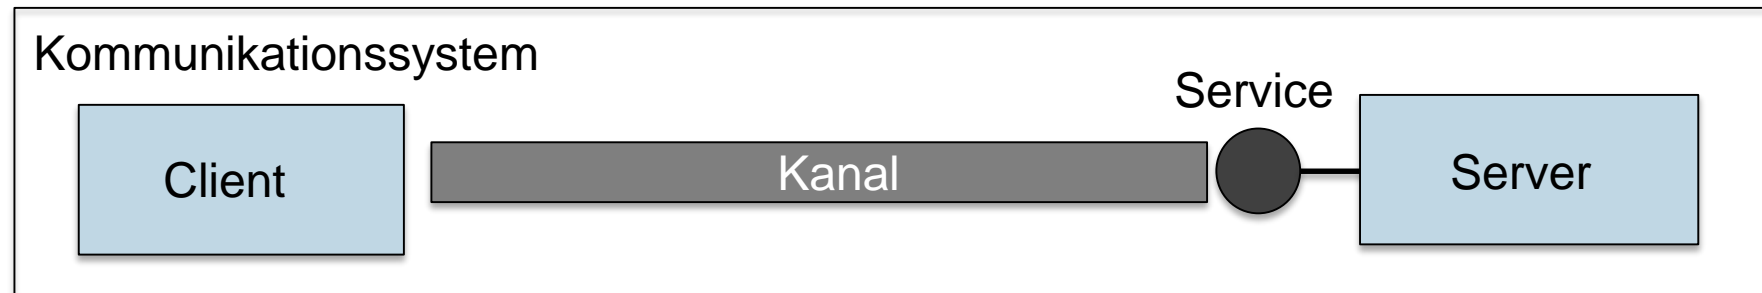 Kommunikationssystem
Service
Client
Kanal
Server